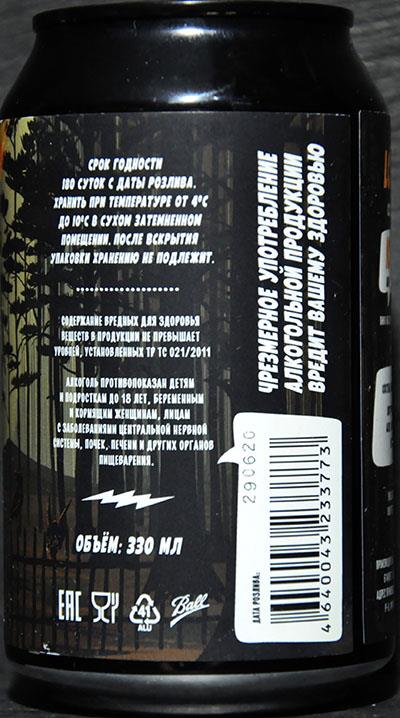 СРОК ГОДНОСТИ
180 СУТОК С ДАТЫ РОЗЛИВА.
ХРАНИТЬ ПРИ ТЕМПЕРАТУРЕ ОТ 4°С
ДО 10°С В СУХОМ ЗАТЕМНЕННОМ
ПОМЕЩЕНИИ. ПОСЛЕ ВСКРЫТИЯ
УПАКОВКИ ХРАНЕНИЮ НЕ ПОДЛЕЖИТ.
СОДЕРЖАНИЕ ВРЕДНЫХ ДЛЯ ЗДОРОВЬЯ
ВЕЩЕСТВ В ПРОДУКЦИИ НЕ ПРЕВЫШАЕТ
УРОВНЕЙ, УСТАНОВЛЕННЫХ ТР ТС 021/2011
АЛКОГОЛЬ ПРОТИВОПОКАЗАН ДЕТЯМ
И ПОДРОСТКАМ ДО 18 ЛЕТ, БЕРЕМЕННЫМ
И КОРМЯЩИМ ЖЕНЩИНАМ, ЛИЦАМ
С ЗАБОЛЕВАНИЯМИ ЦЕНТРАЛЬНОЙ НЕРВНОЙ
СИСТЕМЫ, ПОЧЕК, ПЕЧЕНИ И ДРУГИХ ОРГАНОВ
ПИЩЕВАРЕНИЯ.
ОБЪЁМ: 330 МЛ
EAC
41
ALU
Ball
ЧРЕЗМЕРНОЕ УПОТРЕБЛЕНИЕ
АЛКОГОЛЬНОЙ ПРОДУКЦИИ
ВРЕДИТ ВАШЕМУ ЗДОРОВЬЮ
ДАТА РОЗЛИВА:
290620
4640043233773